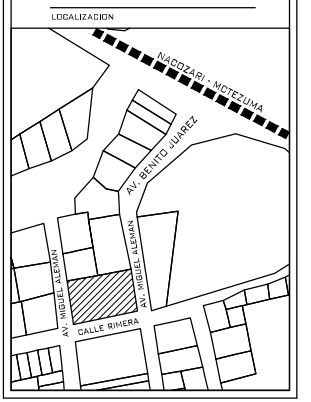 LOCALIZACION
NACOZARI - MCTEZUMA
AV. BENITO JUAREZ
AV. MIGUEL ALEMAN
AV. MIGUEL ALEMAN
CALLE RIMERA